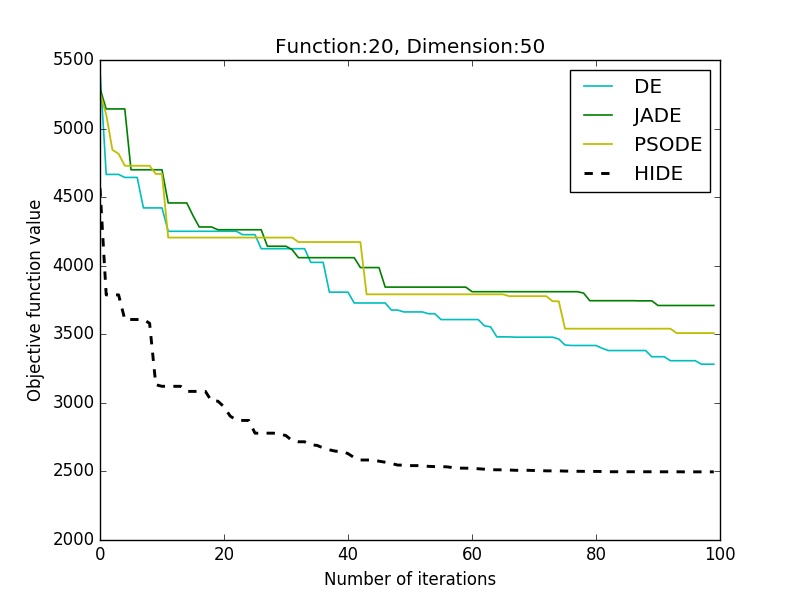 Function:20, Dimension:50
5500
5000
4500
4000
3500
3000
2500
2000
Objective function value
0 20 40 60 80 100
Number of iterations
DE
JADE
PSODE
HIDE